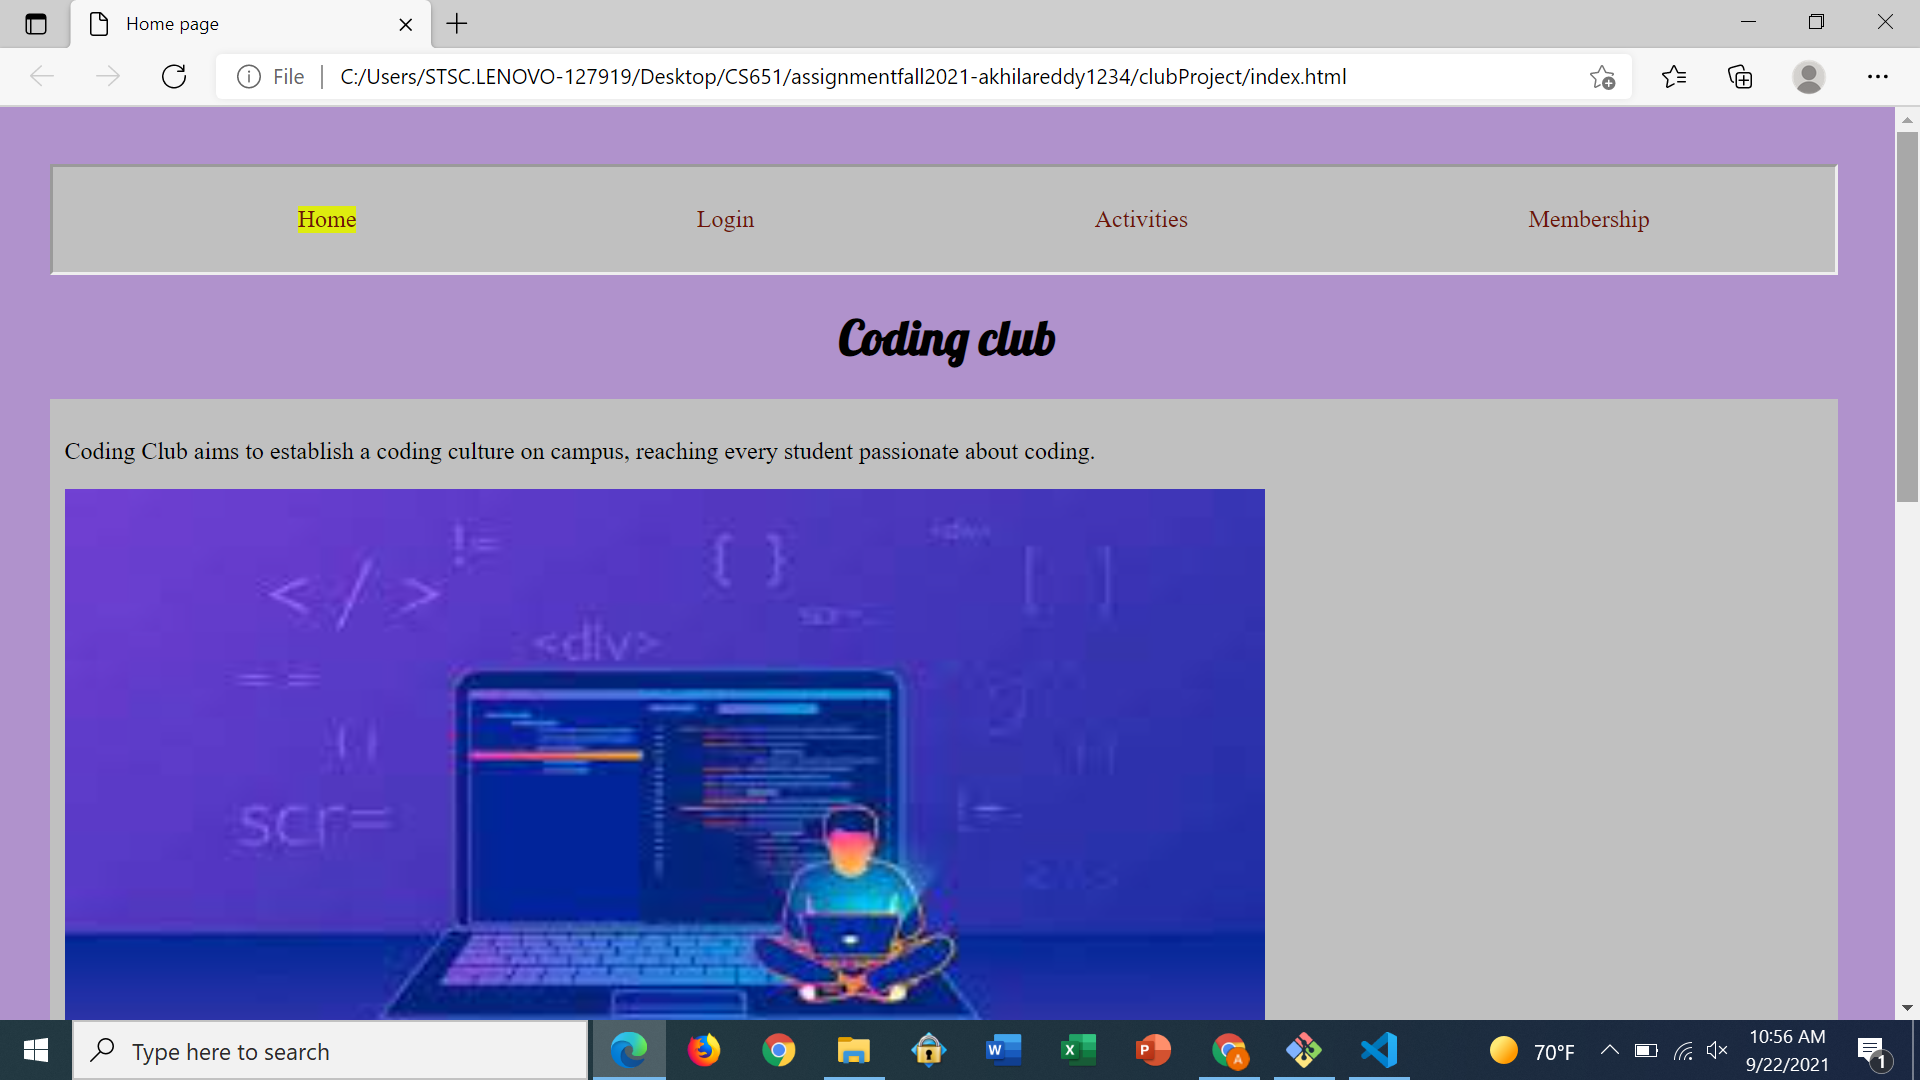 Home page
File
C:/Users/STSC.LENOVO-127919/Desktop/CS651/assignmentfall2021-akhilareddy1234/clubProject/index.html
Home Login Activities Membership
Coding club
Coding Club aims to establish a coding culture on campus, reaching every student passionate about coding.
!=
{ }
<div>
[ ]
</>
scr=
<div>
==
{}
scr=
Type here to search
W
X
P
A
70°F
10:56 AM
9/22/2021
1